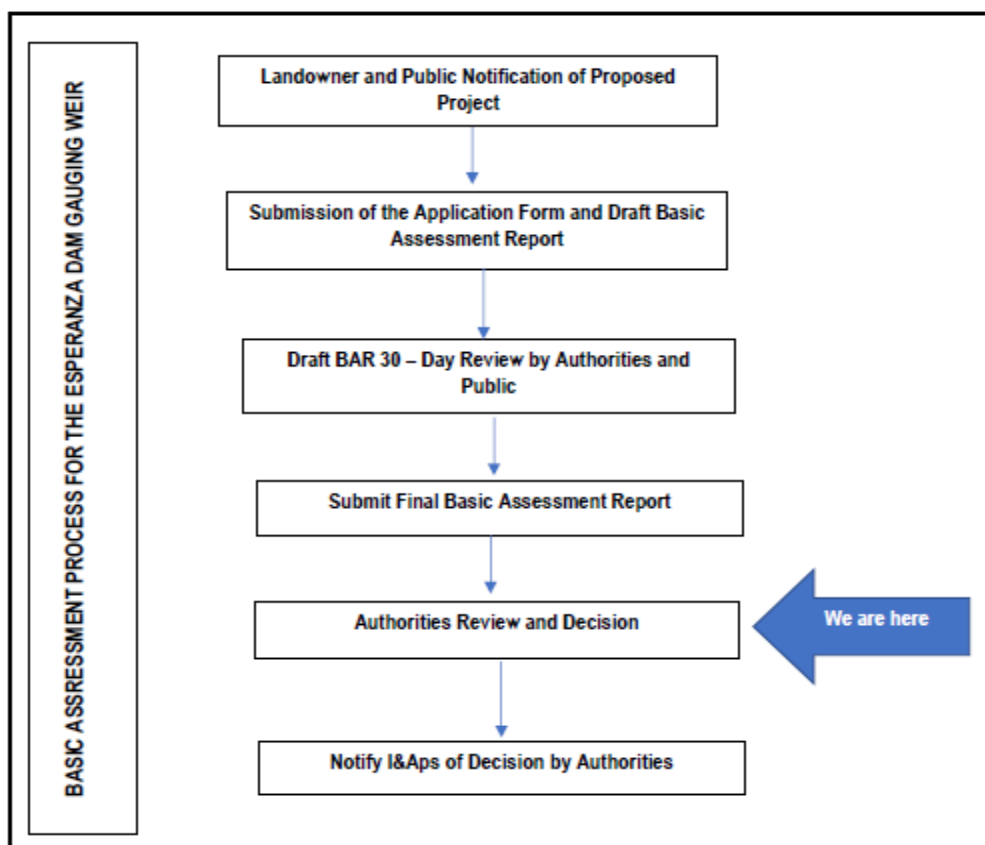 BASIC ASSRESSMENT PROCESS FOR THE ESPERANZA DAM GAUGING WEIR
Landowner and Public Notification of Proposed
Project
Submission of the Application Form and Draft Basic
Assessment Report
Draft BAR 30 – Day Review by Authorities and
Public
Submit Final Basic Assessment Report
Authorities Review and Decision
We are here
Notify I&Aps of Decision by Authorities